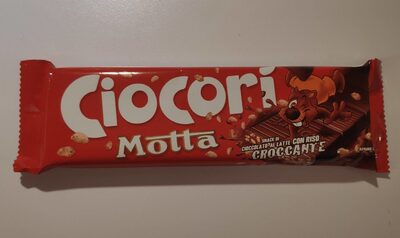 Ciocori
Motta
SNACK DI
CIOCCOLATO AL LATTE CON RISO
CROCCANTE